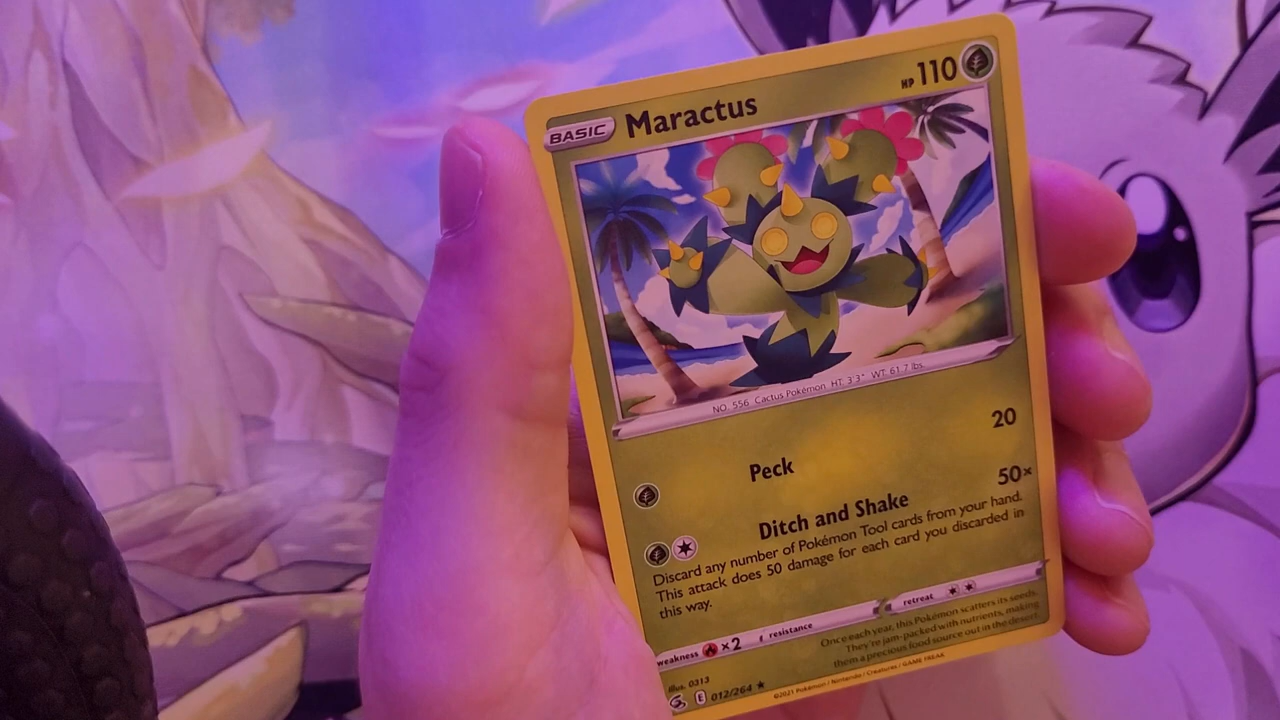 BASIC Maractus HP 110
NO. 556 Cactus Pokémon HT: 3'3" WT: 61.7 lbs.
Peck 20
Ditch and Shake 50×
Discard any number of Pokémon Tool cards from your hand.
This attack does 50 damage for each card you discarded in
this way.
weakness ×2 resistance retreat
Once each year, this Pokémon scatters its seeds.
They're jam-packed with nutrients, making
them a precious food source out in the desert.
Illus. 0313
E 012/264 ★
©2021 Pokémon / Nintendo / Creatures / GAME FREAK